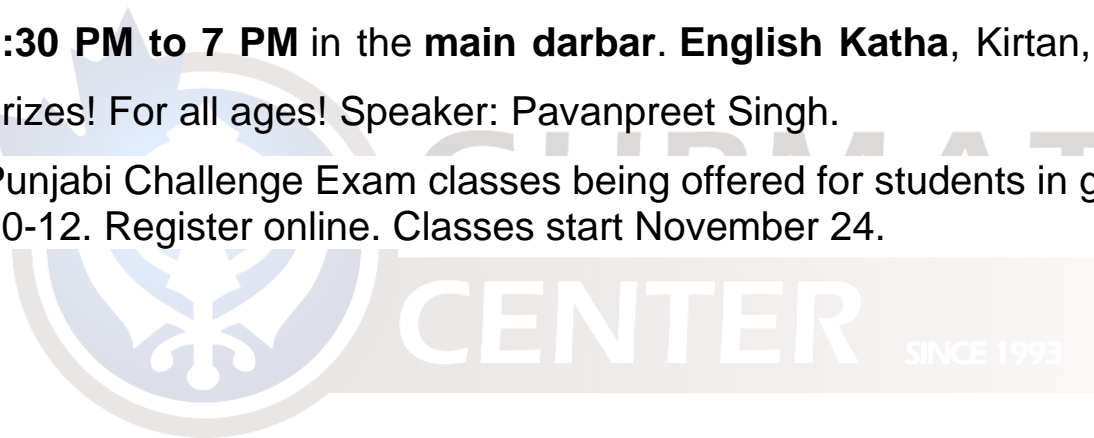 :30 PM to 7 PM in the main darbar. English Katha, Kirtan,
rizes! For all ages! Speaker: Pavanpreet Singh.
Punjabi Challenge Exam classes being offered for students in g
0-12. Register online. Classes start November 24.
CENTER SINCE 1993